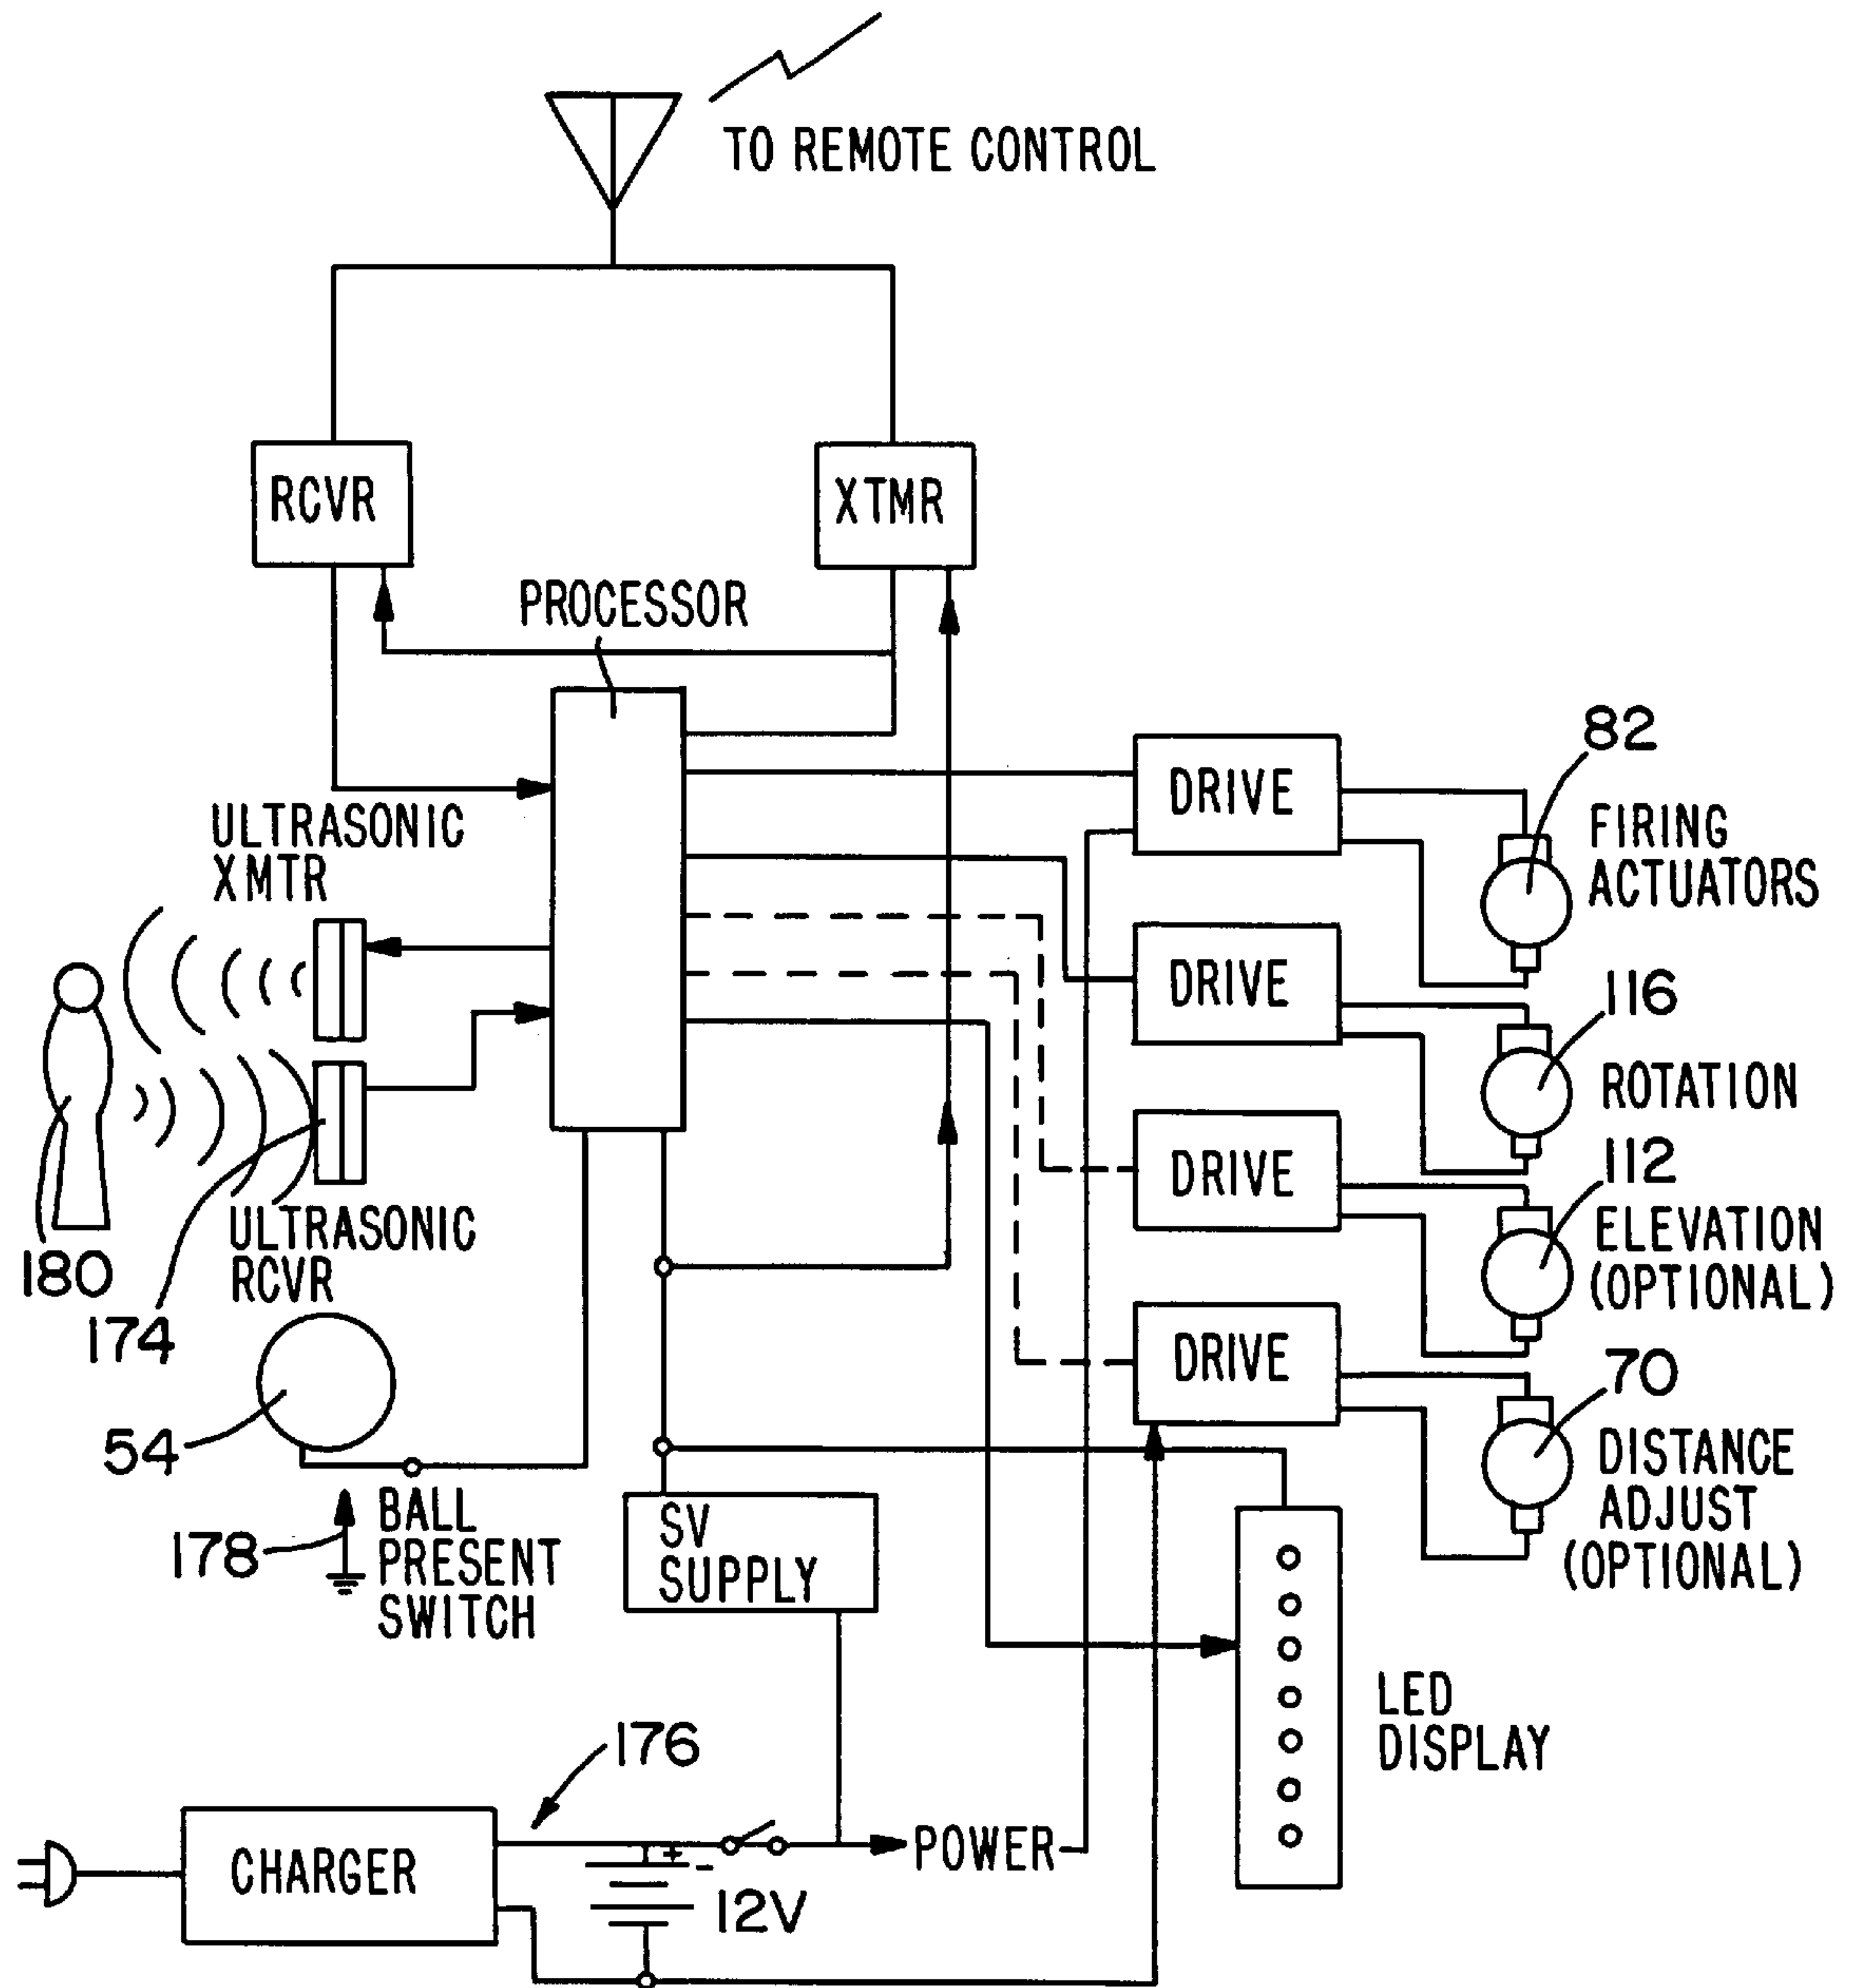 TO REMOTE CONTROL
RCVR
XTMR
PROCESSOR
82
DRIVE
FIRING
ACTUATORS
ULTRASONIC
XMTR
DRIVE
116
ROTATION
DRIVE
112
ELEVATION
(OPTIONAL)
ULTRASONIC
RCVR
180
174
DRIVE
70
DISTANCE
ADJUST
(OPTIONAL)
54
178
BALL
PRESENT
SWITCH
SV
SUPPLY
LED
DISPLAY
176
CHARGER
+
-
12V
POWER